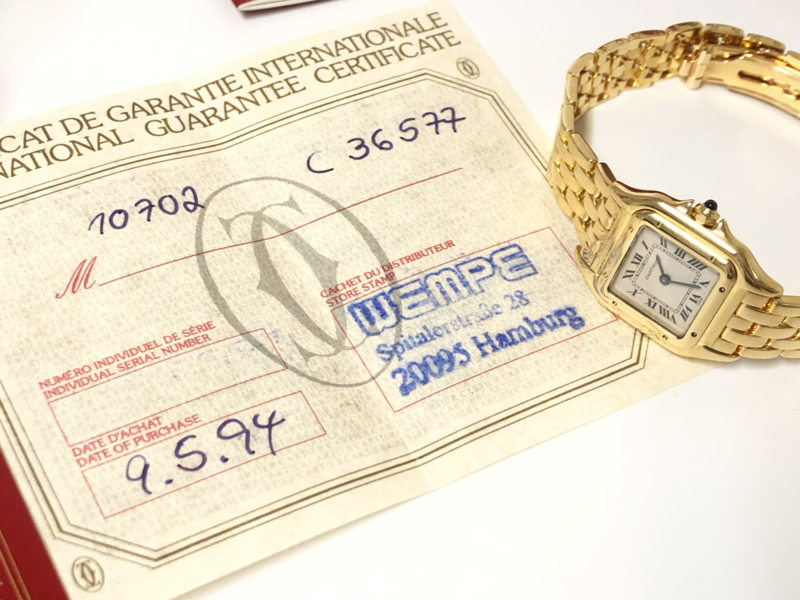 CAT DE GARANTIE INTERNATIONALE
NATIONAL GUARANTEE CERTIFICATE
10702
C 36577
M
CACHET DU DISTRIBUTEUR
STORE STAMP
WEMPE
Spitalerstraße 28
20095 Hamburg
NUMÉRO INDIVIDUEL DE SÉRIE
INDIVIDUAL SERIAL NUMBER
DATE D'ACHAT
DATE OF PURCHASE
9.5.94